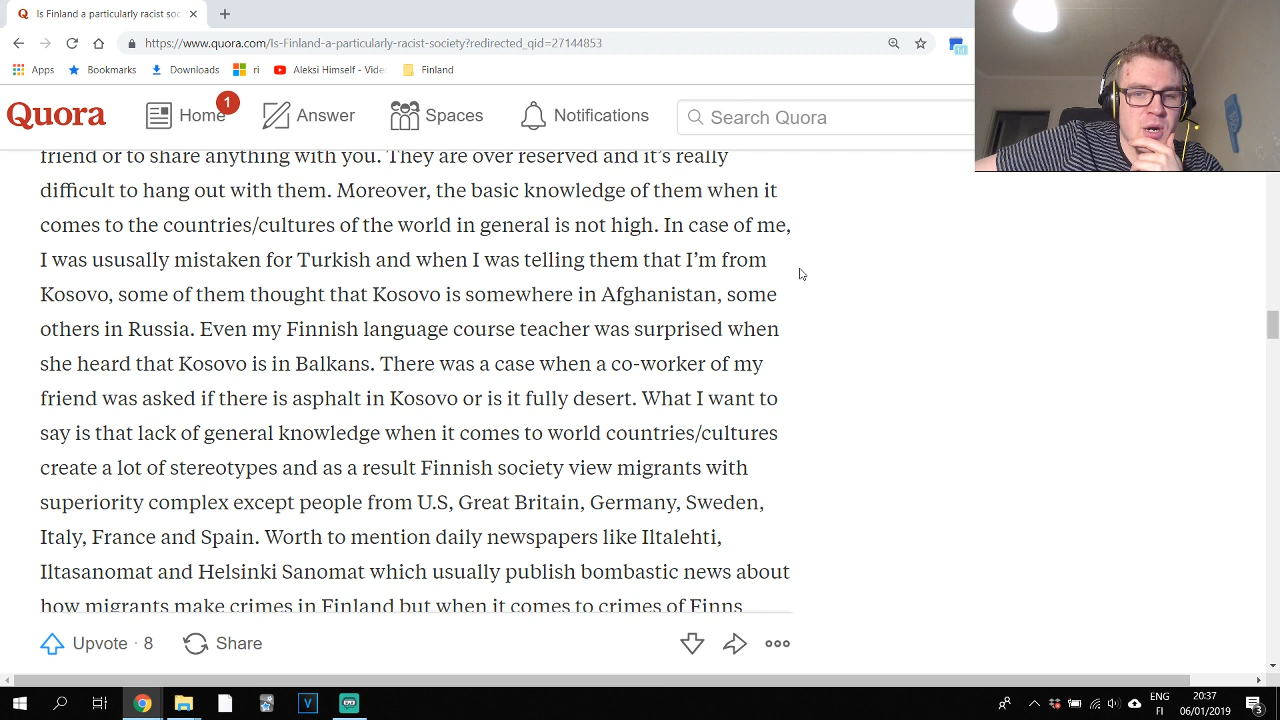 Is Finland a particularly racist soc
https://www.quora.com/Is-Finland-a-particularly-racist-society?redirected_qid=27144853
Apps Bookmarks Downloads ri Aleksi Himself - Vide Finland
Quora Home 1 Answer Spaces Notifications Search Quora
friend or to share anything with you. They are over reserved and it's really
difficult to hang out with them. Moreover, the basic knowledge of them when it
comes to the countries/cultures of the world in general is not high. In case of me,
I was ususally mistaken for Turkish and when I was telling them that I'm from
Kosovo, some of them thought that Kosovo is somewhere in Afghanistan, some
others in Russia. Even my Finnish language course teacher was surprised when
she heard that Kosovo is in Balkans. There was a case when a co-worker of my
friend was asked if there is asphalt in Kosovo or is it fully desert. What I want to
say is that lack of general knowledge when it comes to world countries/cultures
create a lot of stereotypes and as a result Finnish society view migrants with
superiority complex except people from U.S, Great Britain, Germany, Sweden,
Italy, France and Spain. Worth to mention daily newspapers like Iltalehti,
Iltasanomat and Helsinki Sanomat which usually publish bombastic news about
how migrants make crimes in Finland but when it comes to crimes of Finns
Upvote · 8 Share
ENG 20:37
FI 06/01/2019 3